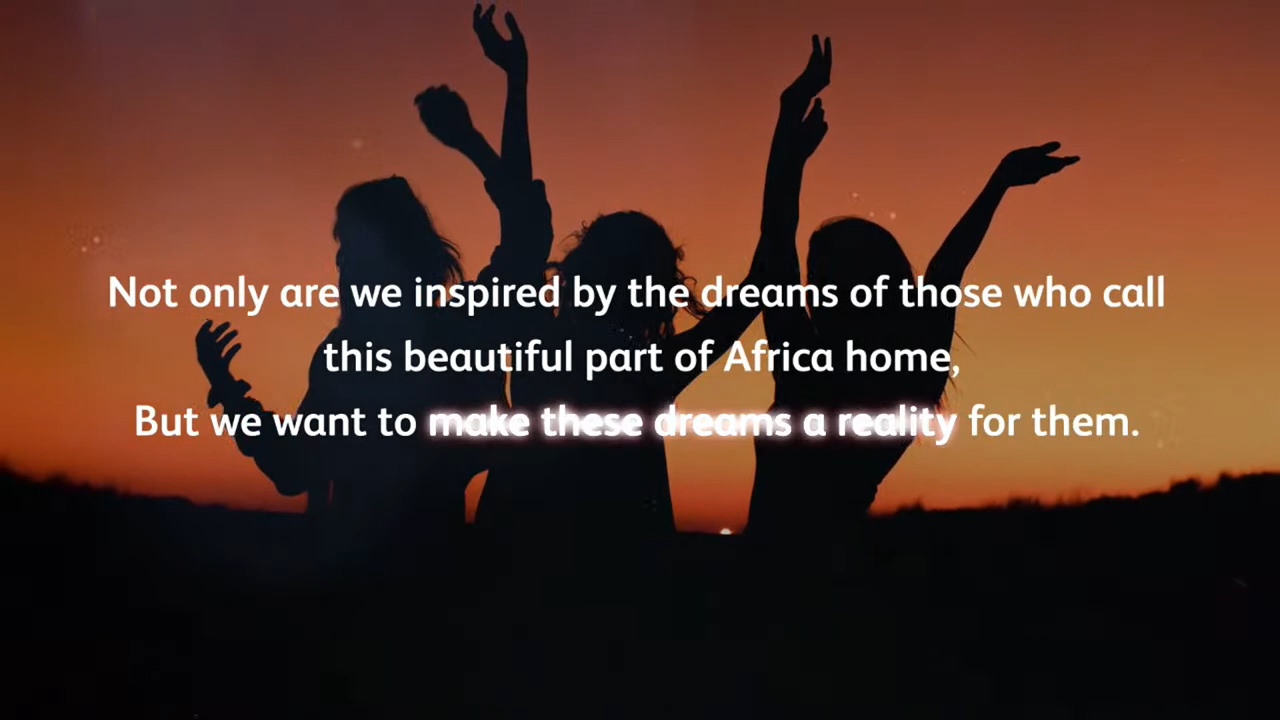 Not only are we inspired by the dreams of those who call
this beautiful part of Africa home,
But we want to make these dreams a reality for them.